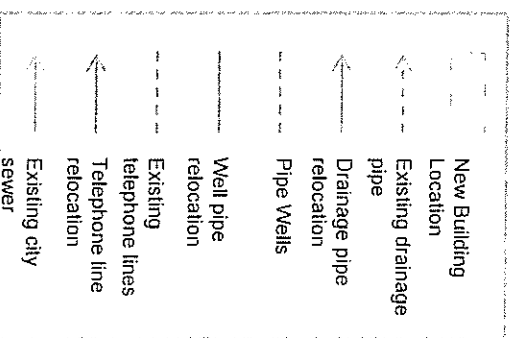 New Building
Location
Existing drainage
pipe
Drainage pipe
relocation
Pipe Wells
Well pipe
relocation
Existing
telephone lines
Telephone line
relocation
Existing city
sewer